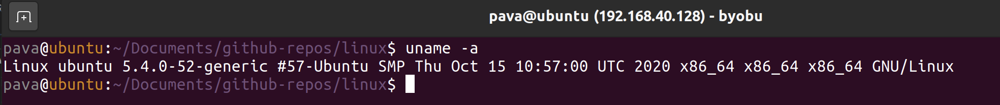 pava@ubuntu (192.168.40.128) - byobu
pava@ubuntu:~/Documents/github-repos/linux$ uname -a
Linux ubuntu 5.4.0-52-generic #57-Ubuntu SMP Thu Oct 15 10:57:00 UTC 2020 x86_64 x86_64 x86_64 GNU/Linux
pava@ubuntu:~/Documents/github-repos/linux$